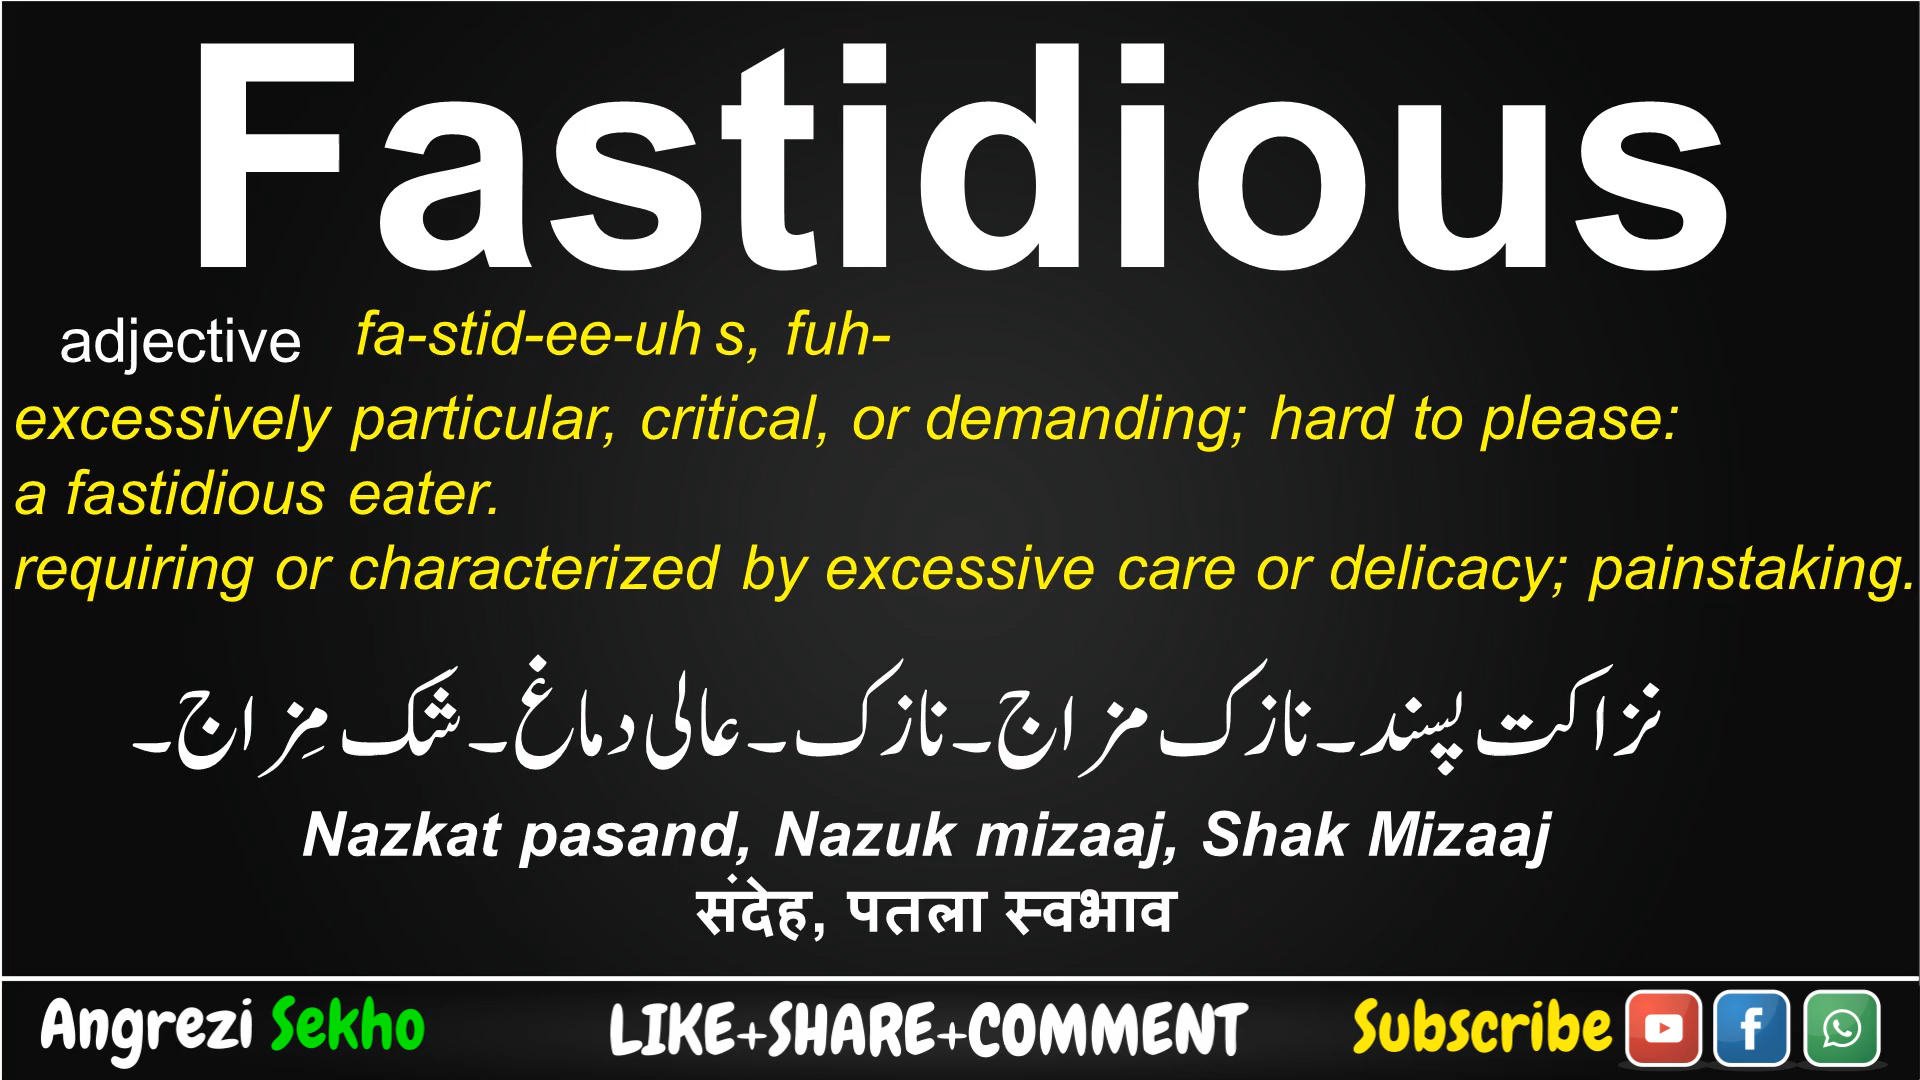 Fastidious
adjective fa-stid-ee-uh s, fuh-
excessively particular, critical, or demanding; hard to please:
a fastidious eater.
requiring or characterized by excessive care or delicacy; painstaking.
نزاکت پسند۔نازک مزاج۔نازک۔عالی دماغ۔شک مِزاج۔
Nazkat pasand, Nazuk mizaaj, Shak Mizaaj
संदेह, पतला स्वभाव
Angrezi Sekho LIKE+SHARE+COMMENT Subscribe